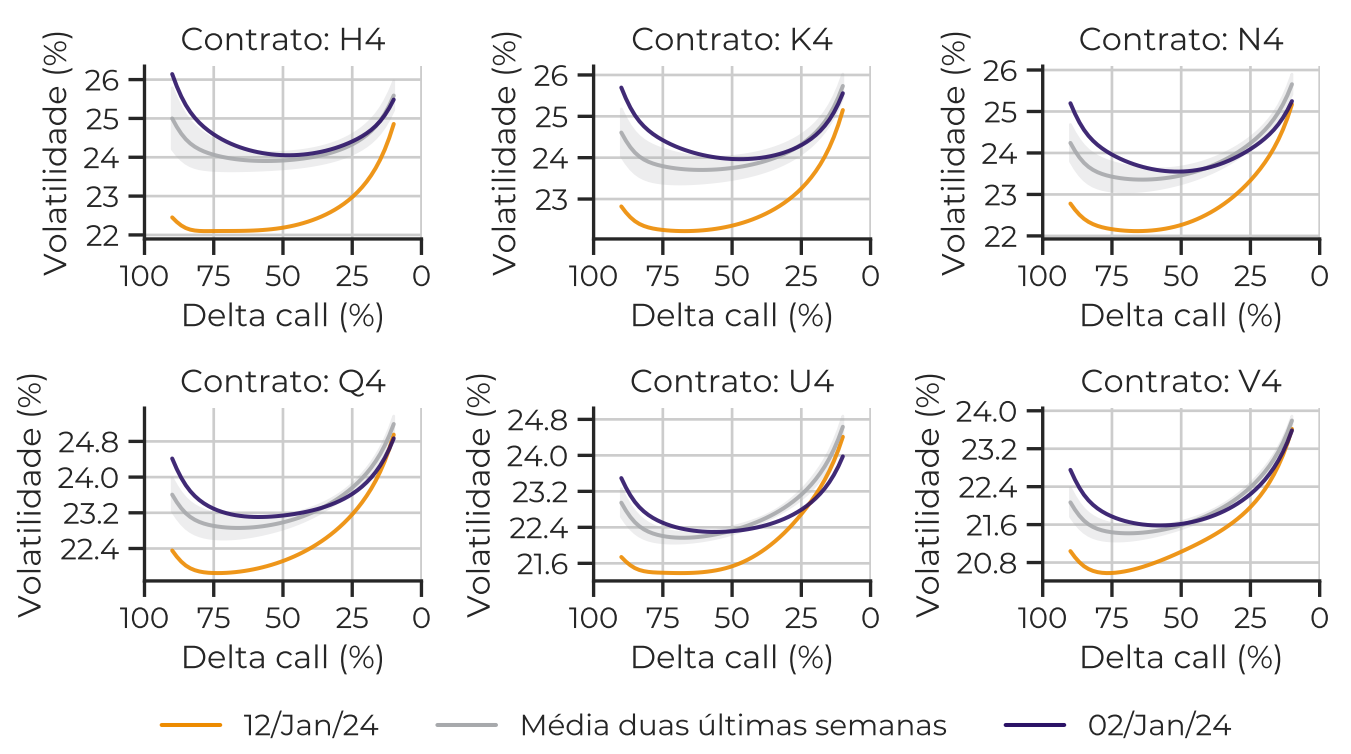 Contrato: H4
Volatilidade (%)
26
25
24
23
22
100 75 50 25 0
Delta call (%)
Contrato: K4
Volatilidade (%)
26
25
24
23
100 75 50 25 0
Delta call (%)
Contrato: N4
Volatilidade (%)
26
25
24
23
22
100 75 50 25 0
Delta call (%)
Contrato: Q4
Volatilidade (%)
24.8
24.0
23.2
22.4
100 75 50 25 0
Delta call (%)
Contrato: U4
Volatilidade (%)
24.8
24.0
23.2
22.4
21.6
100 75 50 25 0
Delta call (%)
Contrato: V4
Volatilidade (%)
24.0
23.2
22.4
21.6
20.8
100 75 50 25 0
Delta call (%)
12/Jan/24 Média duas últimas semanas 02/Jan/24